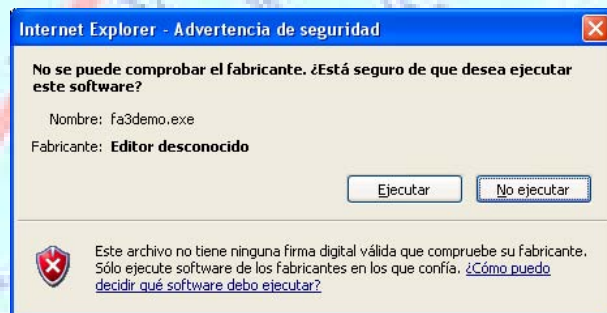 Internet Explorer - Advertencia de seguridad
No se puede comprobar el fabricante. ¿Está seguro de que desea ejecutar
este software?
Nombre: fa3demo.exe
Fabricante: Editor desconocido
Ejecutar
No ejecutar
Este archivo no tiene ninguna firma digital válida que compruebe su fabricante.
Sólo ejecute software de los fabricantes en los que confía. ¿Cómo puedo
decidir qué software debo ejecutar?